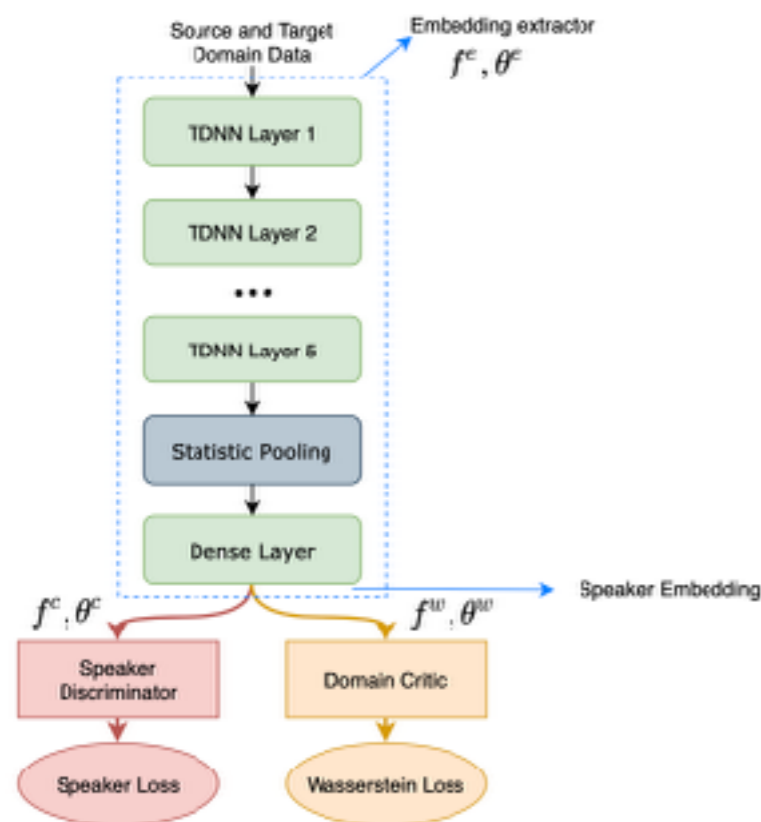 Source and Target
Domain Data
Embedding extractor
f^e, θ^e
TDNN Layer 1
TDNN Layer 2
•••
TDNN Layer
Statistic Pooling
Dense Layer
Speaker Embedding
f^c, θ^c
f^w, θ^w
Speaker
Discriminator
Domain Critic
Speaker Loss
Wasserstein Loss